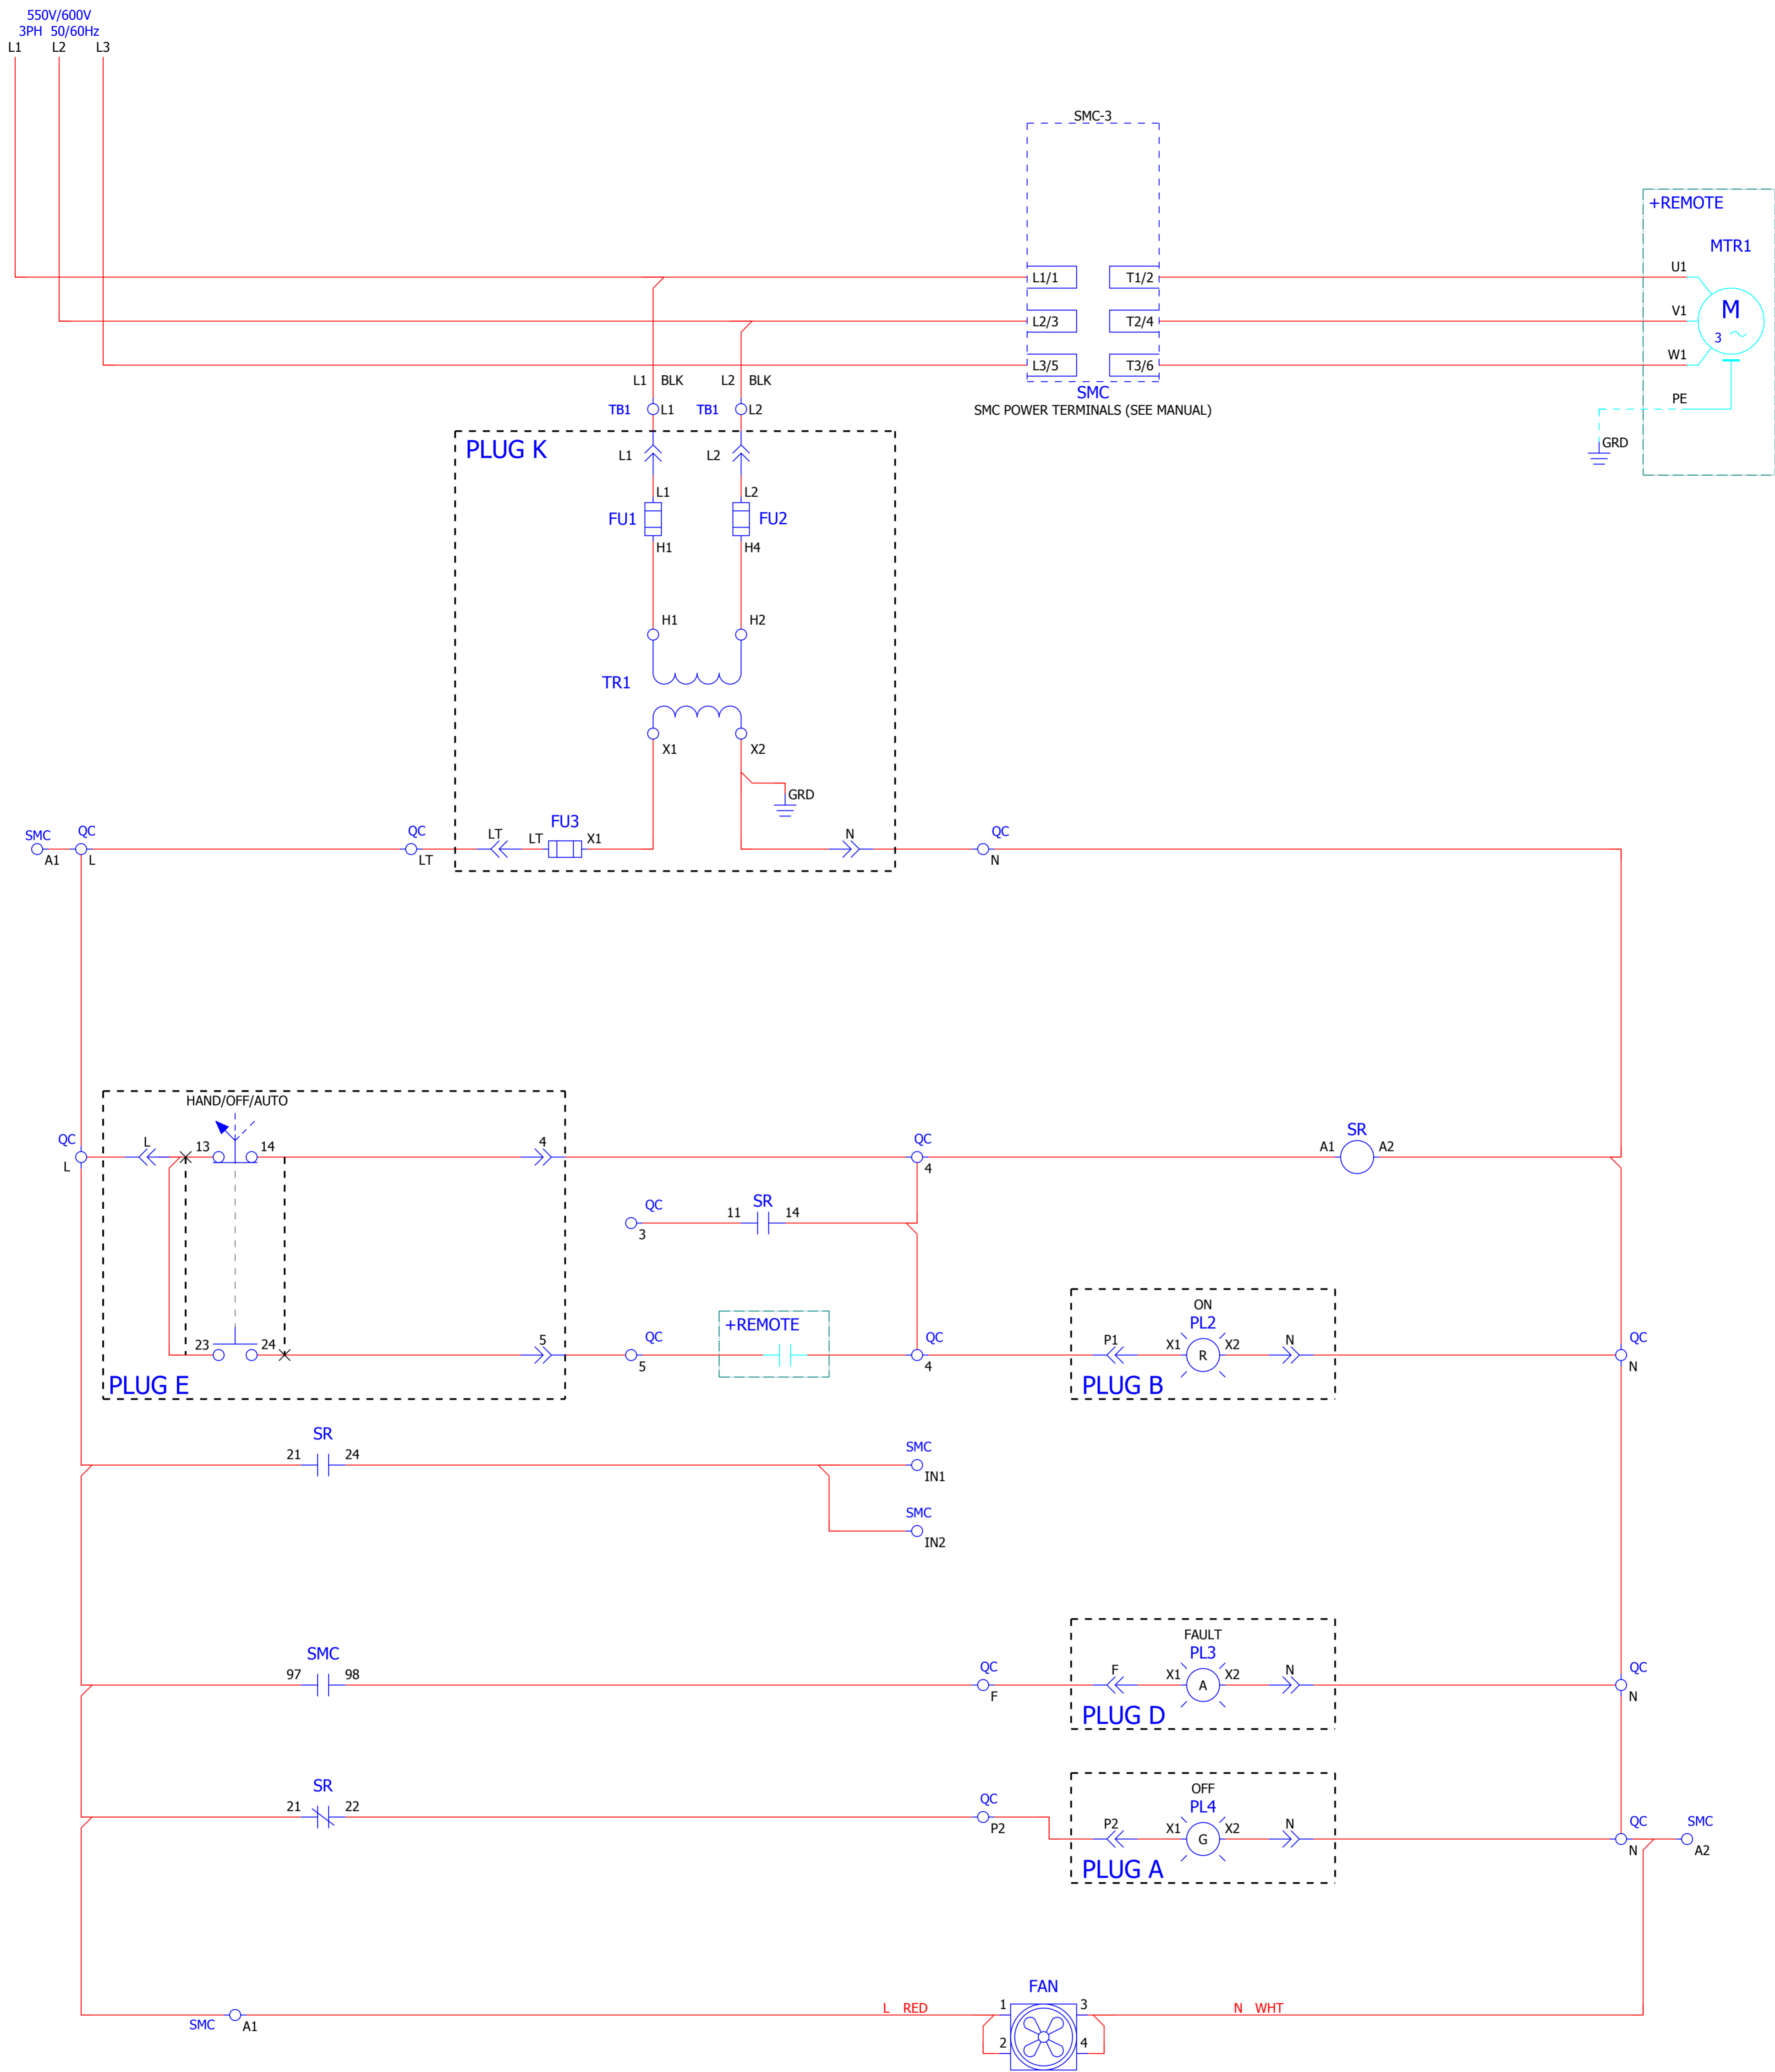 550V/600V
3PH 50/60Hz
L1 L2 L3
SMC-3
+REMOTE
MTR1
L1/1 T1/2 U1
L2/3 T2/4 V1
M
3
L3/5 T3/6 W1
SMC
SMC POWER TERMINALS (SEE MANUAL)
PE
GRD
L1 BLK L2 BLK
TB1 L1 TB1 L2
PLUG K
L1 L2
L1 L2
FU1 FU2
H1 H4
H1 H2
TR1
X1 X2
GRD
SMC QC QC LT FU3 LT X1 N QC
A1 L LT N
HAND/OFF/AUTO
QC L 13 14 4 QC SR
L 4 A1 A2
QC SR
3 11 14
+REMOTE
ON
PL2
23 24 5 QC P1 X1 R X2 N QC
5 4 N
PLUG E PLUG B
SR SMC
21 24 IN1
SMC
IN2
FAULT
SMC PL3
97 98 QC F X1 A X2 N QC
F N
PLUG D
SR OFF
PL4
21 22 QC P2 X1 G X2 N QC SMC
P2 N A2
PLUG A
FAN
L RED 1 3 N WHT
SMC A1
2 4